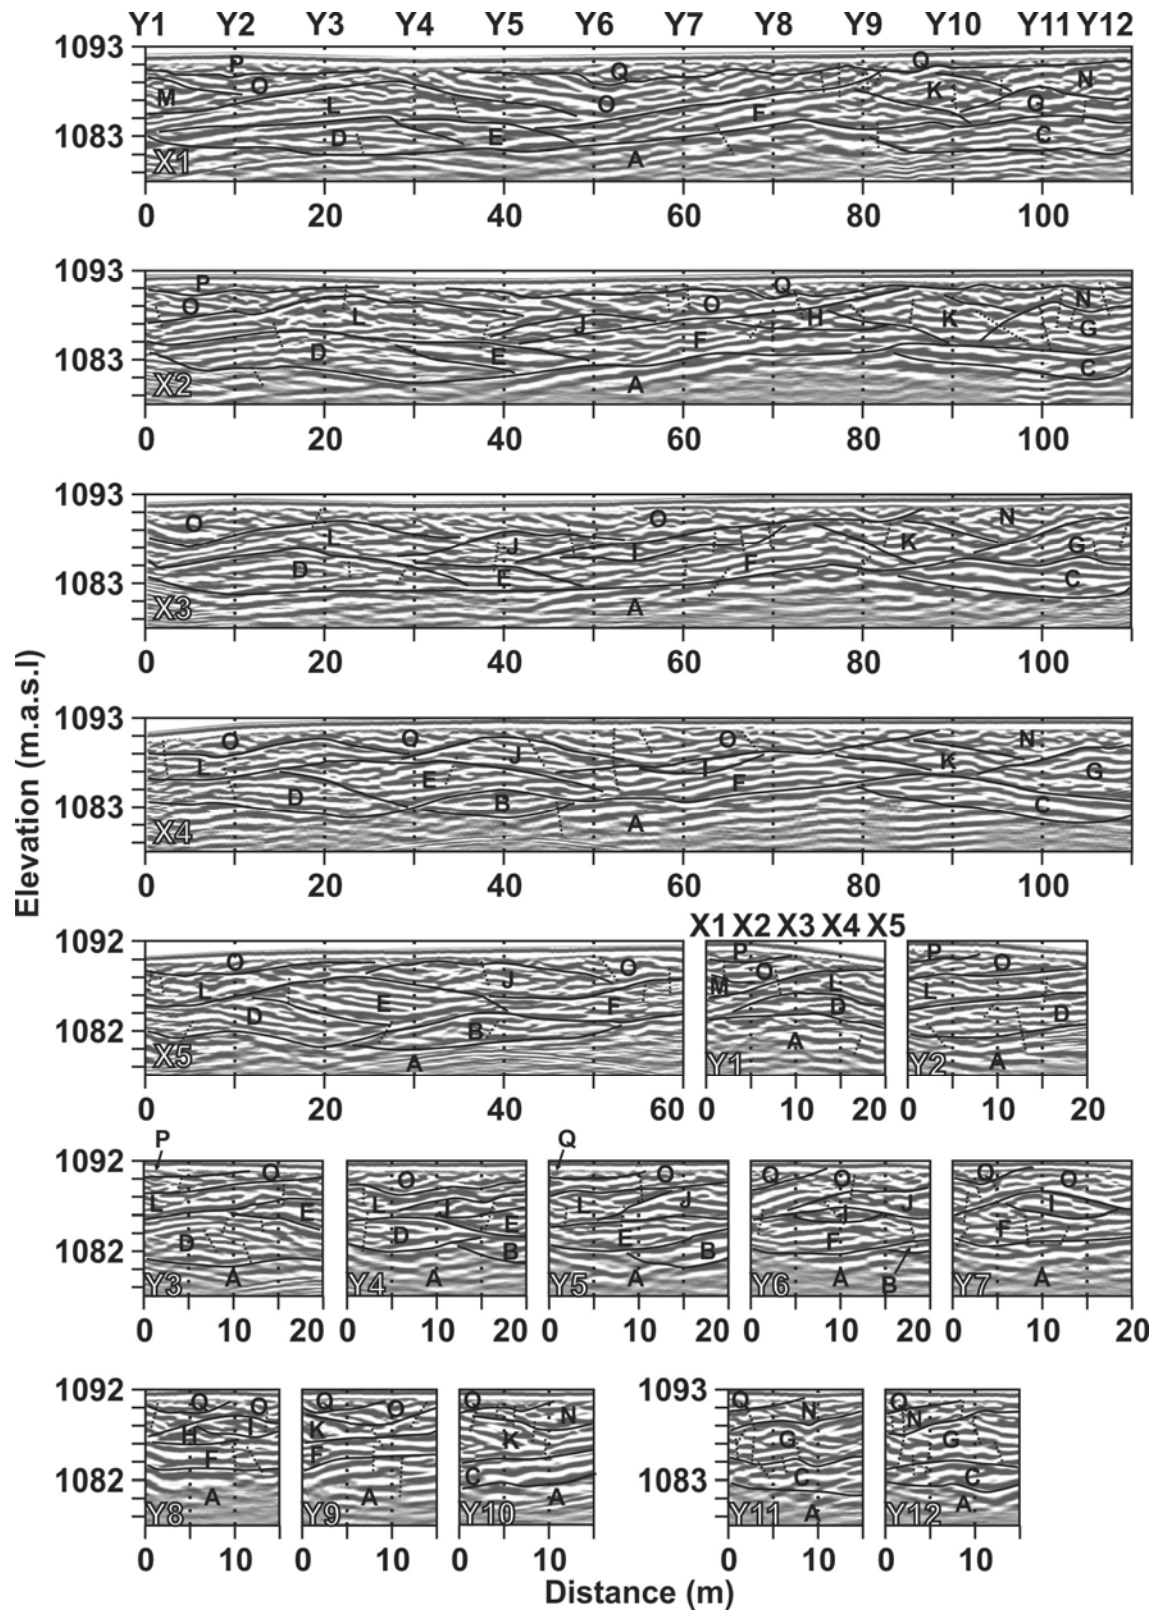 Y1 Y2 Y3 Y4 Y5 Y6 Y7 Y8 Y9 Y10 Y11 Y12
1093
P Q Q
M O O K N
L F G
1083
D E C
X1 A
0 20 40 60 80 100
1093
P Q
O L O N
J H K G
F
1083
D E C
X2 A
0 20 40 60 80 100
1093
O O N
L J I K G
D F
1083
E C
X3 A
0 20 40 60 80 100
1093
O Q O N
L J I K G
E F
D B C
1083
X4 A
0 20 40 60 80 100
Elevation (m.a.s.l)
X1 X2 X3 X4 X5
1092
O O P P O
L J O L L
E F M D
D B D
1082
X5 A Y1 A Y2 A
0 20 40 60 0 10 20 0 10 20
P Q
1092
O O O Q O Q O
L E L J L J I J I
D D E E F F
1082
B B
Y3 A Y4 A Y5 A Y6 A B Y7 A
0 10 20 0 10 20 0 10 20 0 10 20 0 10 20
1092 1093
Q O Q O Q N Q N Q N
H I K K G G
F F
1082 1083
C C C
Y8 A Y9 A Y10 A Y11 A Y12 A
0 10 0 10 0 10 0 10 0 10
Distance (m)